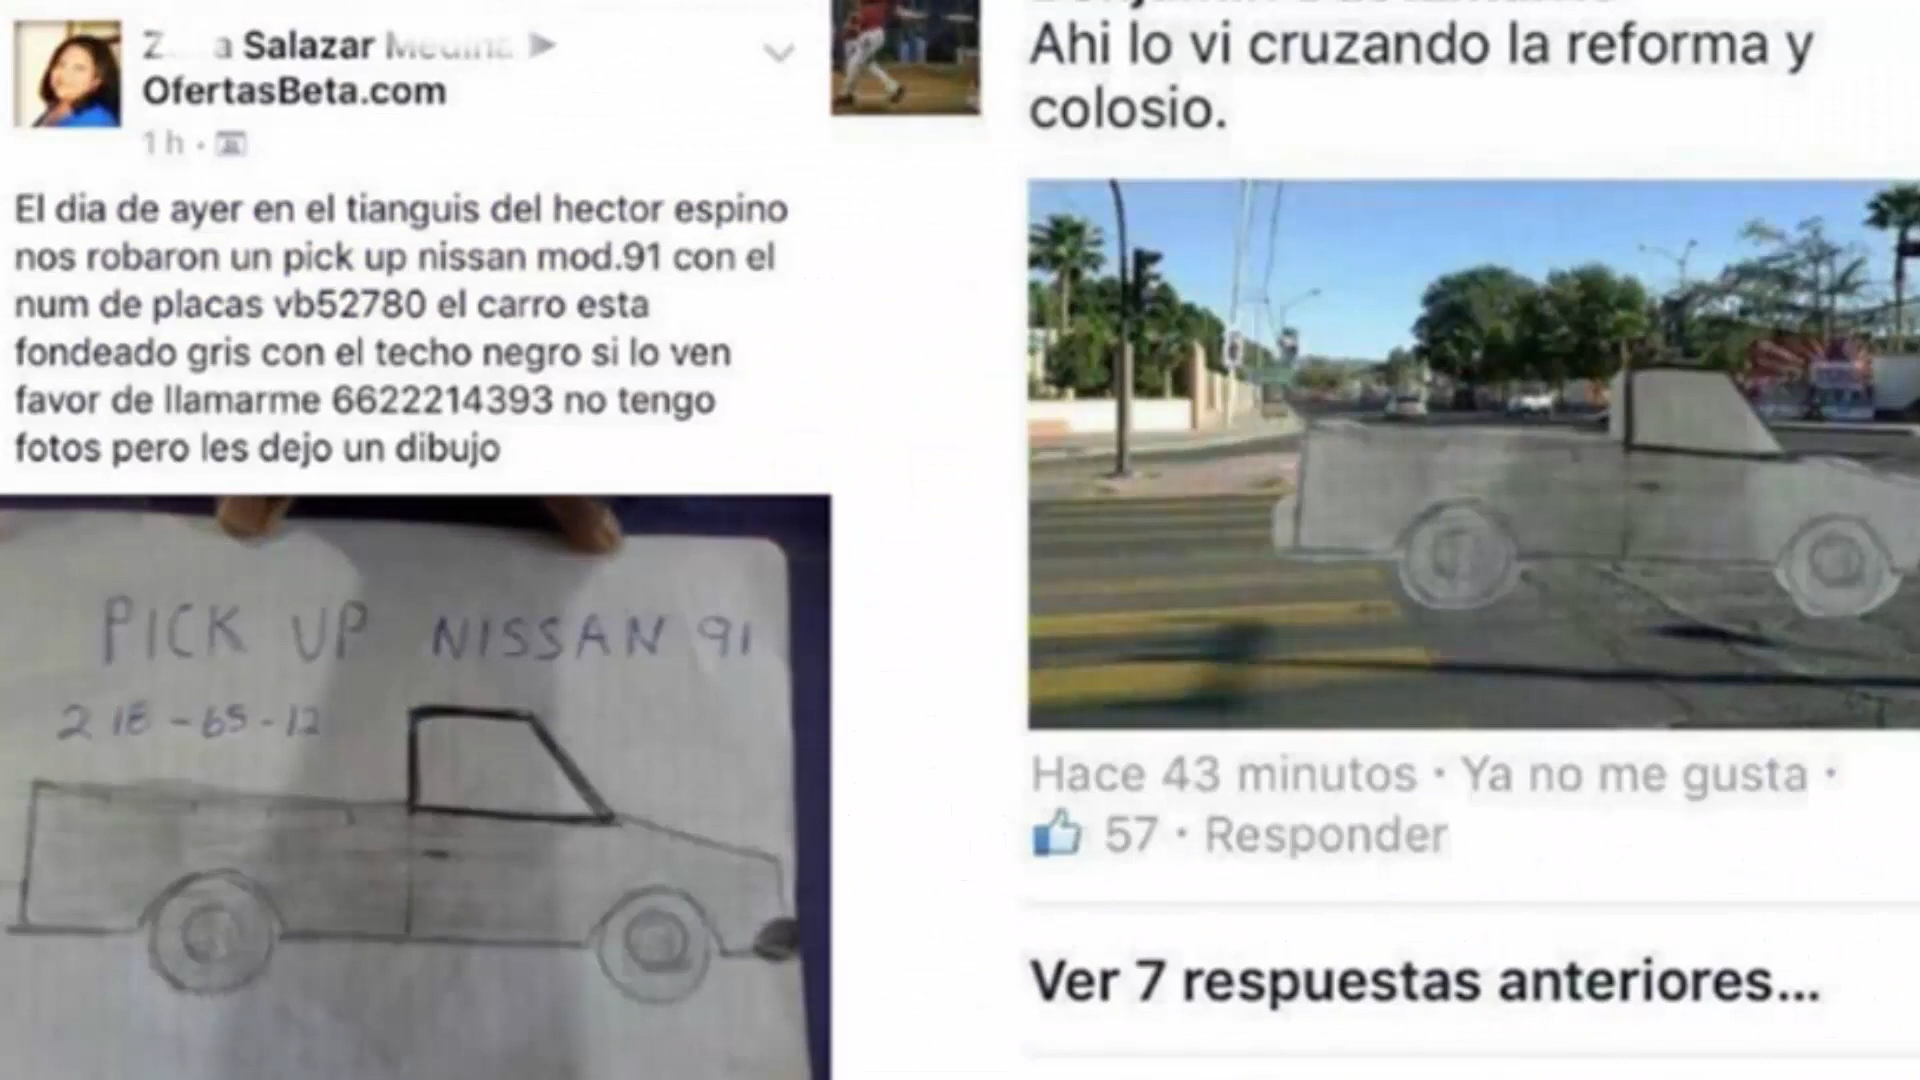 Salazar
OfertasBeta.com
1 h ·
El dia de ayer en el tianguis del hector espino
nos robaron un pick up nissan mod.91 con el
num de placas vb52780 el carro esta
fondeado gris con el techo negro si lo ven
favor de llamarme 6622214393 no tengo
fotos pero les dejo un dibujo
PICK UP NISSAN 91
2 18 - 65 - 12
Ahi lo vi cruzando la reforma y
colosio.
Hace 43 minutos · Ya no me gusta ·
57 · Responder
Ver 7 respuestas anteriores...